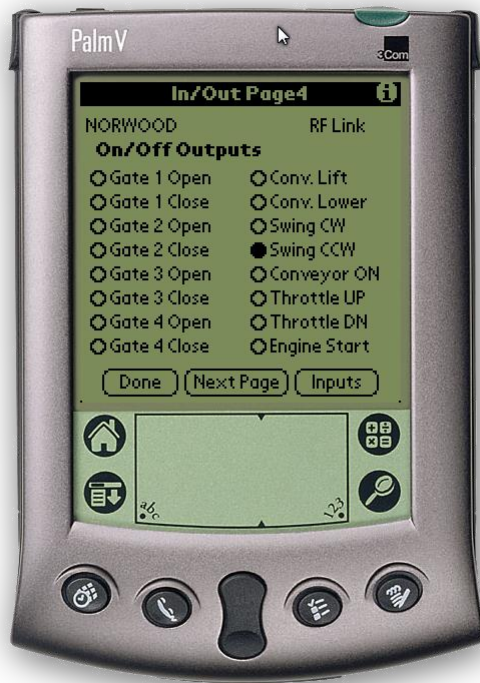 PalmV
3Com
In/Out Page4
i
NORWOOD RF Link
On/Off Outputs
Gate 1 Open Conv. Lift
Gate 1 Close Conv. Lower
Gate 2 Open Swing CW
Gate 2 Close Swing CCW
Gate 3 Open Conveyor ON
Gate 3 Close Throttle UP
Gate 4 Open Throttle DN
Gate 4 Close Engine Start
Done Next Page Inputs
abc 123